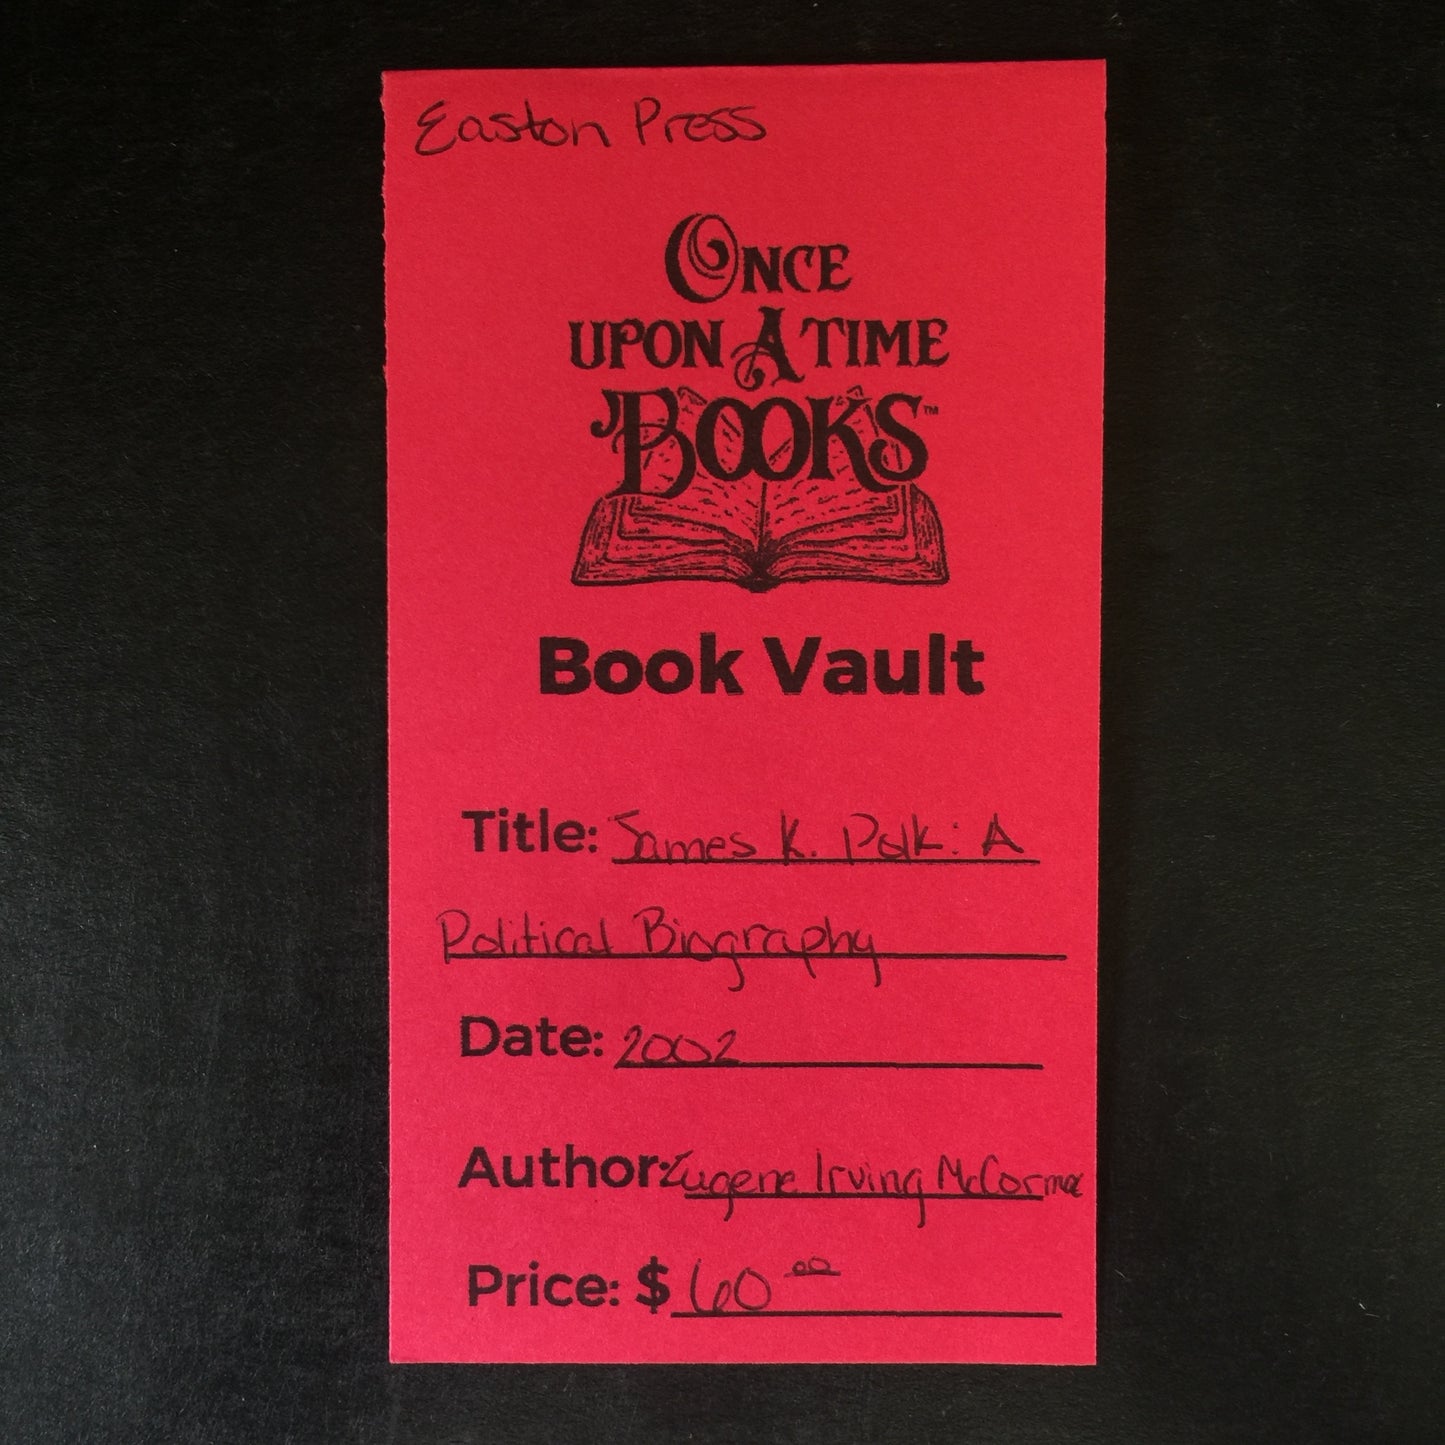 Easton Press
ONCE
UPON A TIME
BOOKS™
Book Vault
Title: James K. Polk: A
Political Biography
Date: 2002
Author: Eugene Irving McCormac
Price: $ 60.00